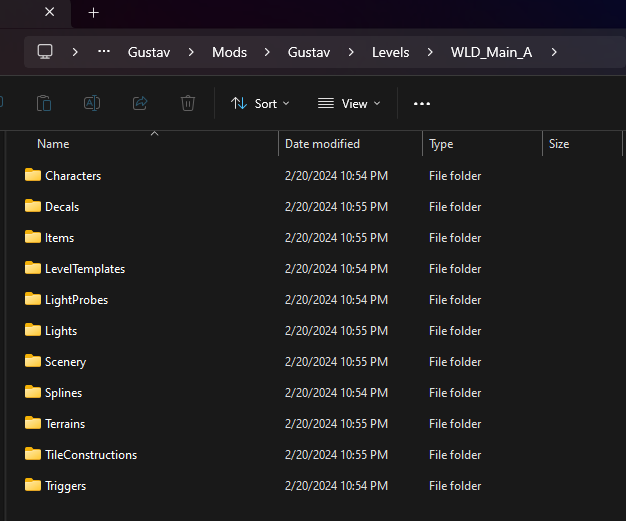 Gustav > Mods > Gustav > Levels > WLD_Main_A >
Sort View
Name Date modified Type Size
Characters 2/20/2024 10:54 PM File folder
Decals 2/20/2024 10:55 PM File folder
Items 2/20/2024 10:55 PM File folder
LevelTemplates 2/20/2024 10:54 PM File folder
LightProbes 2/20/2024 10:54 PM File folder
Lights 2/20/2024 10:55 PM File folder
Scenery 2/20/2024 10:55 PM File folder
Splines 2/20/2024 10:54 PM File folder
Terrains 2/20/2024 10:55 PM File folder
TileConstructions 2/20/2024 10:55 PM File folder
Triggers 2/20/2024 10:54 PM File folder